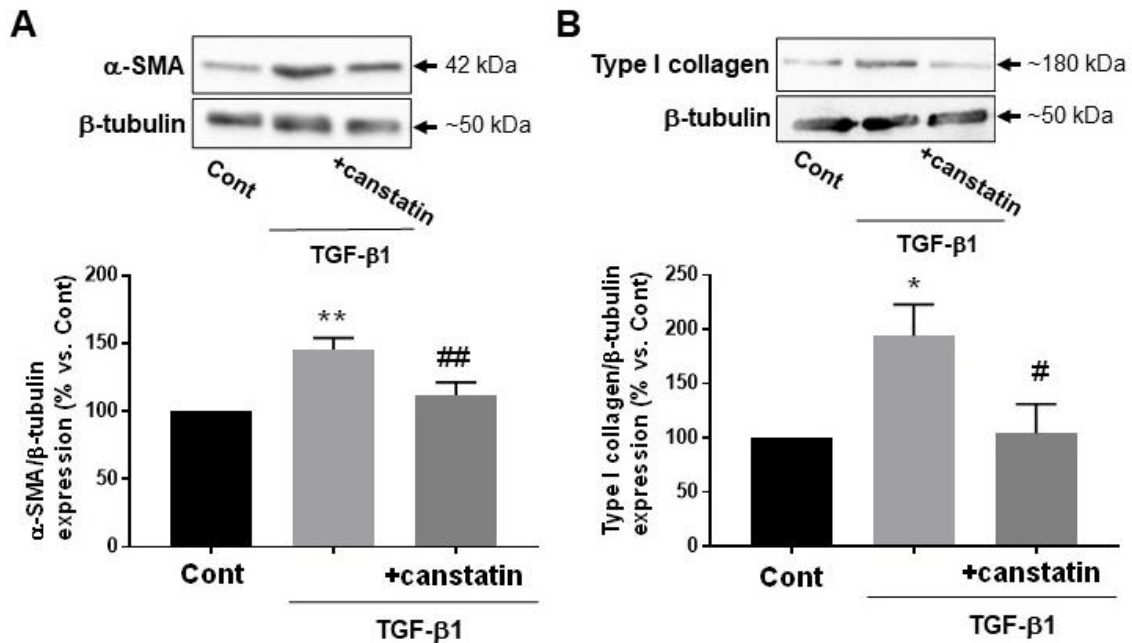 A
α-SMA
42 kDa
β-tubulin
~50 kDa
Cont
+canstatin
TGF-β1
α-SMA/β-tubulin
expression (% vs. Cont)
200
150
100
50
0
**
##
Cont
+canstatin
TGF-β1
B
Type I collagen
~180 kDa
β-tubulin
~50 kDa
Cont
+canstatin
TGF-β1
Type I collagen/β-tubulin
expression (% vs. Cont)
250
200
150
100
50
0
*
#
Cont
+canstatin
TGF-β1